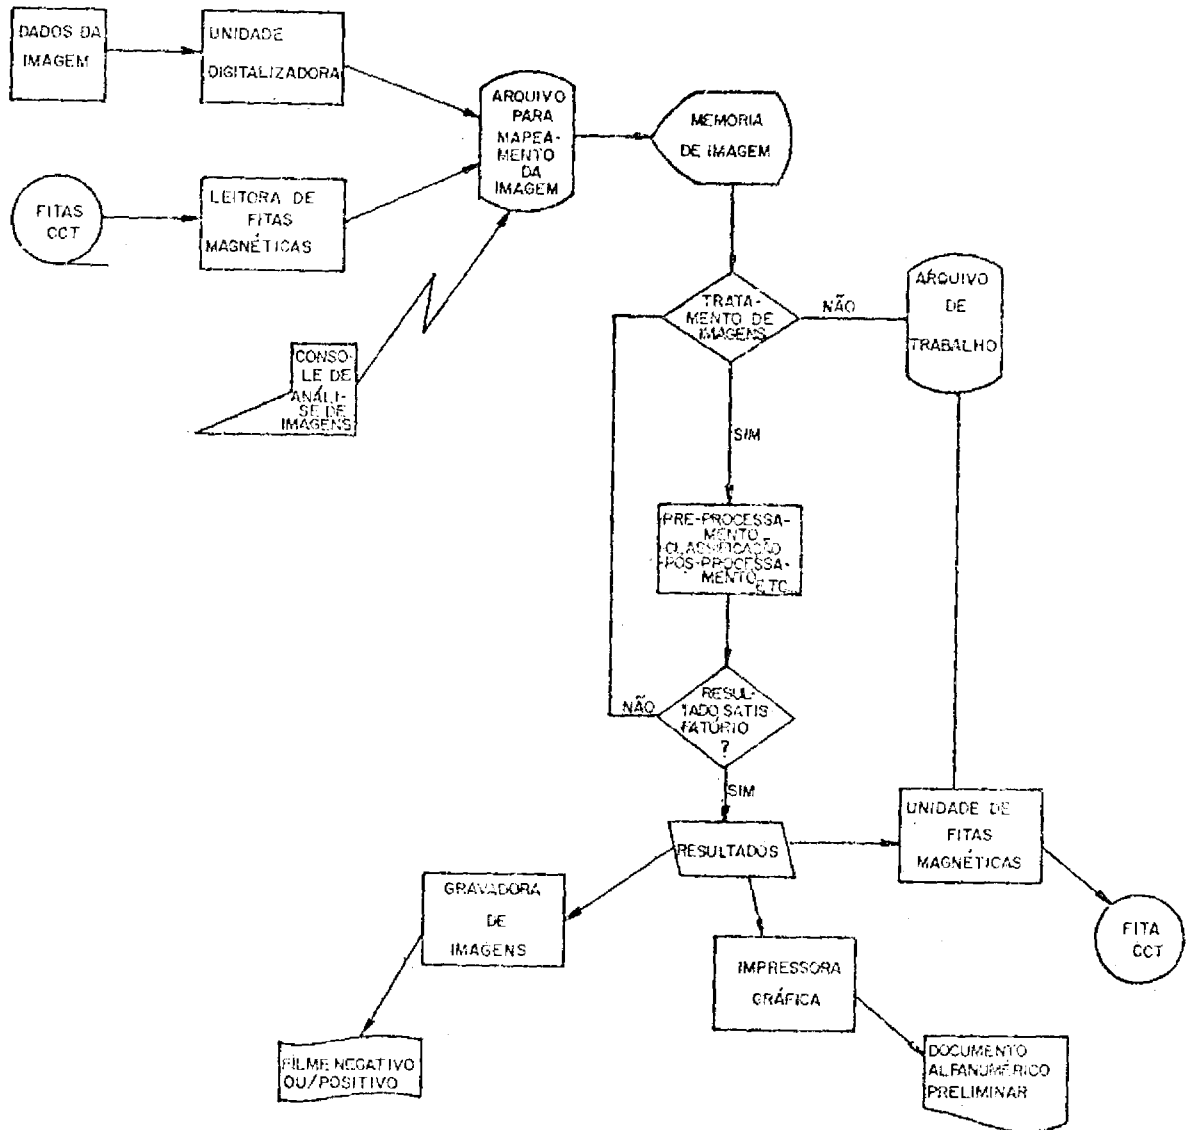 DADOS DA
IMAGEM
UNIDADE
DIGITALIZADORA
ARQUIVO
PARA
MAPEA-
MENTO
DA
IMAGEM
MEMORIA
DE IMAGEM
FITAS
CCT
LEITORA DE
FITAS
MAGNÉTICAS
TRATA-
MENTO DE
IMAGENS
NÃO
ARQUIVO
DE
TRABALHO
CONSO-
LE DE
ANÁLI-
SE DE
IMAGENS
SIM
PRE-PROCESSA-
MENTO
CLASSIFICAÇÃO
PÓS-PROCESSA-
MENTO
ETC.
NÃO
RESUL-
TADO SATIS
FATÓRIO
?
SIM
RESULTADOS
UNIDADE DE
FITAS
MAGNÉTICAS
GRAVADORA
DE
IMAGENS
FITA
CCT
IMPRESSORA
GRÁFICA
FILME NEGATIVO
OU/POSITIVO
DOCUMENTO
ALFANUMÉRICO
PRELIMINAR